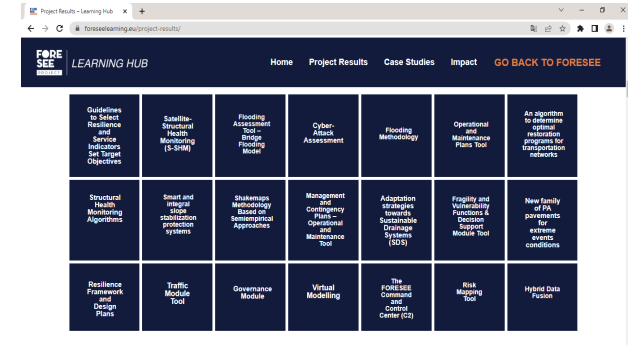 Project Results – Learning Hub
foreseelearning.eu/project-results/
FORE
SEE
PROJECT
LEARNING HUB
Home
Project Results
Case Studies
Impact
GO BACK TO FORESEE
Guidelines
to Select
Resilience
and
Service
Indicators
Set Target
Objectives
Satellite-
Structural
Health
Monitoring
(S-SHM)
Flooding
Assessment
Tool –
Bridge
Flooding
Model
Cyber-
Attack
Assessment
Flooding
Methodology
Operational
and
Maintenance
Plans Tool
An algorithm
to determine
optimal
restoration
programs for
transportation
networks
Structural
Health
Monitoring
Algorithms
Smart and
integral
slope
stabilization
protection
systems
Shakemaps
Methodology
Based on
Semiempirical
Approaches
Management
and
Contingency
Plans –
Operational
and
Maintenance
Tool
Adaptation
strategies
towards
Sustainable
Drainage
Systems
(SDS)
Fragility and
Vulnerability
Functions &
Decision
Support
Module Tool
New family
of PA
pavements
for
extreme
events
conditions
Resilience
Framework
and
Design
Plans
Traffic
Module
Tool
Governance
Module
Virtual
Modelling
The
FORESEE
Command
and
Control
Center (C2)
Risk
Mapping
Tool
Hybrid Data
Fusion